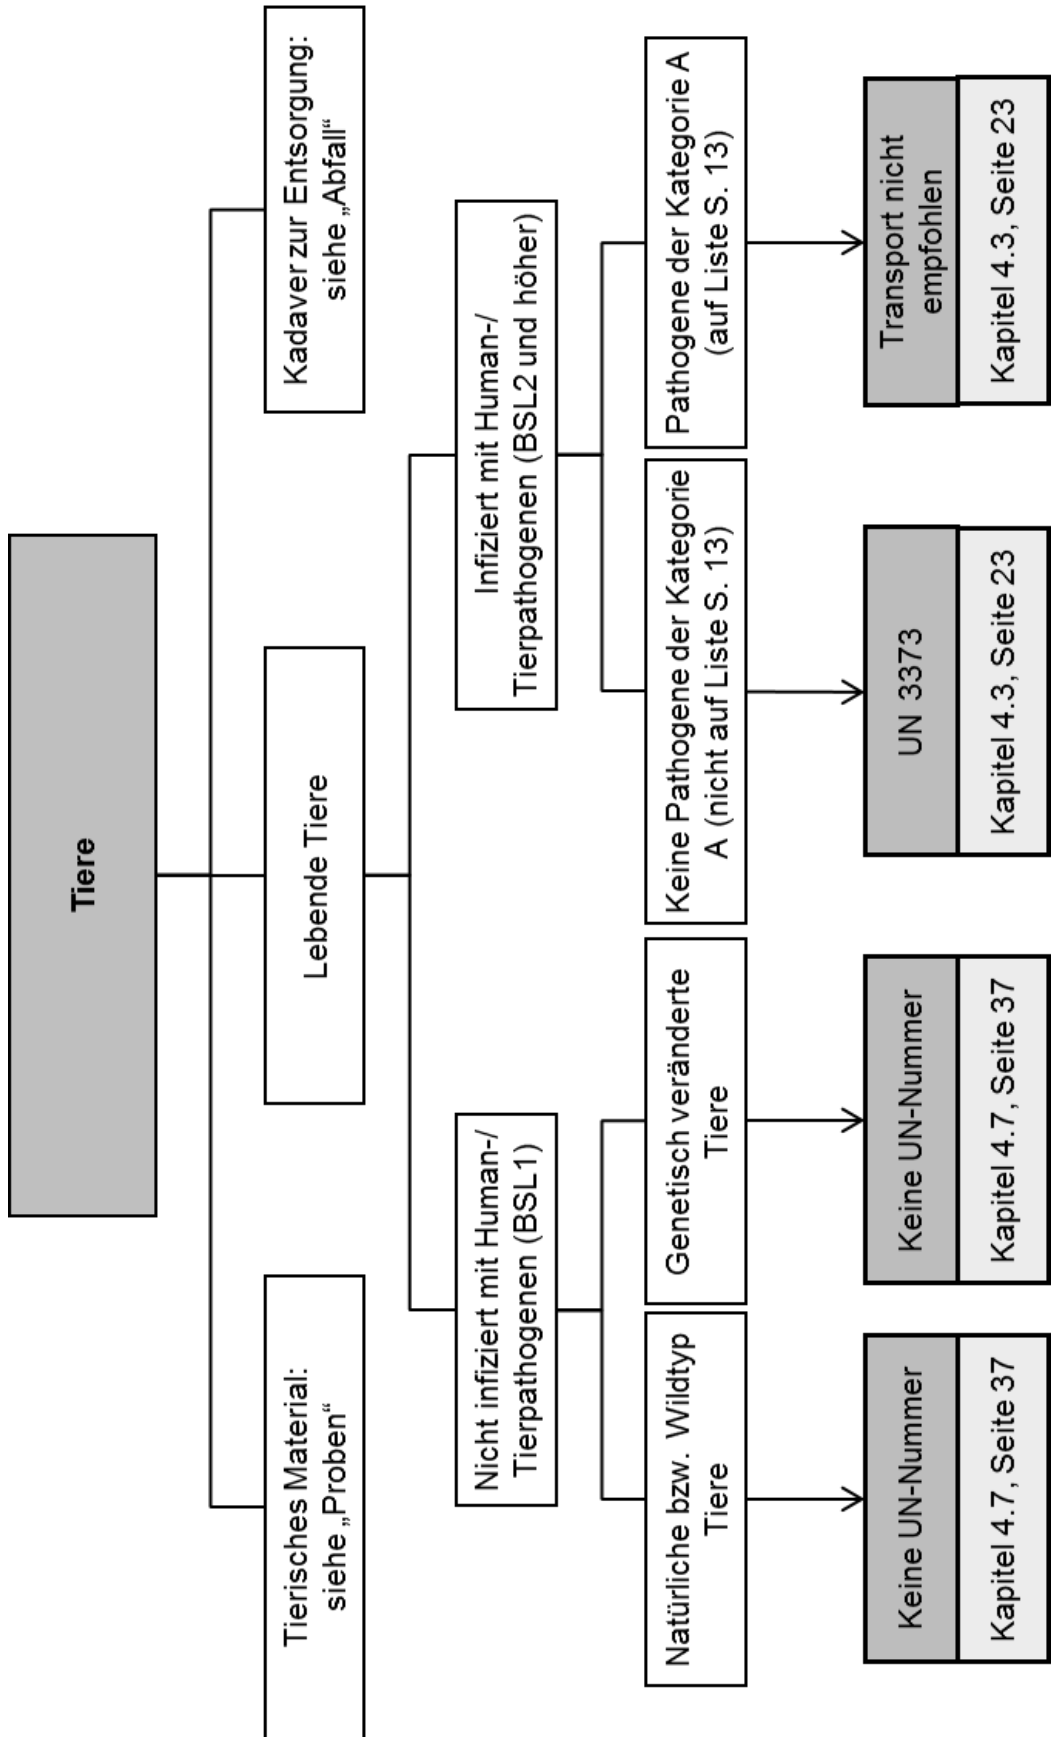 Tiere
Tierisches Material:
siehe „Proben“
Lebende Tiere
Kadaver zur Entsorgung:
siehe „Abfall“
Nicht infiziert mit Human-/
Tierpathogenen (BSL1)
Infiziert mit Human-/
Tierpathogenen (BSL2 und höher)
Natürliche bzw. Wildtyp
Tiere
Genetisch veränderte
Tiere
Keine Pathogene der Kategorie
A (nicht auf Liste S. 13)
Pathogene der Kategorie A
(auf Liste S. 13)
Keine UN-Nummer
Kapitel 4.7, Seite 37
Keine UN-Nummer
Kapitel 4.7, Seite 37
UN 3373
Kapitel 4.3, Seite 23
Transport nicht
empfohlen
Kapitel 4.3, Seite 23